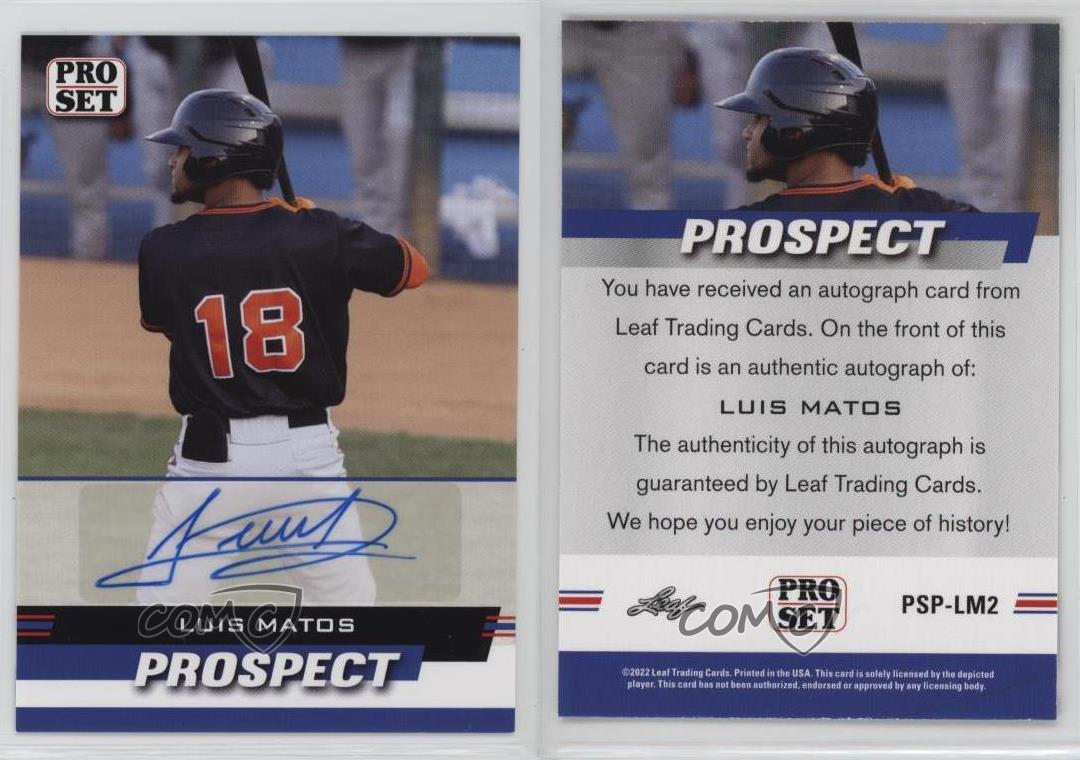 PRO
SET
18
LUIS MATOS
PROSPECT
PROSPECT
You have received an autograph card from
Leaf Trading Cards. On the front of this
card is an authentic autograph of:
LUIS MATOS
The authenticity of this autograph is
guaranteed by Leaf Trading Cards.
We hope you enjoy your piece of history!
Leaf
PRO
SET
PSP-LM2
©2022 Leaf Trading Cards. Printed in the USA. This card is solely licensed by the depicted
player. This card has not been authorized, endorsed or approved by any licensing body.
COMC
COMC